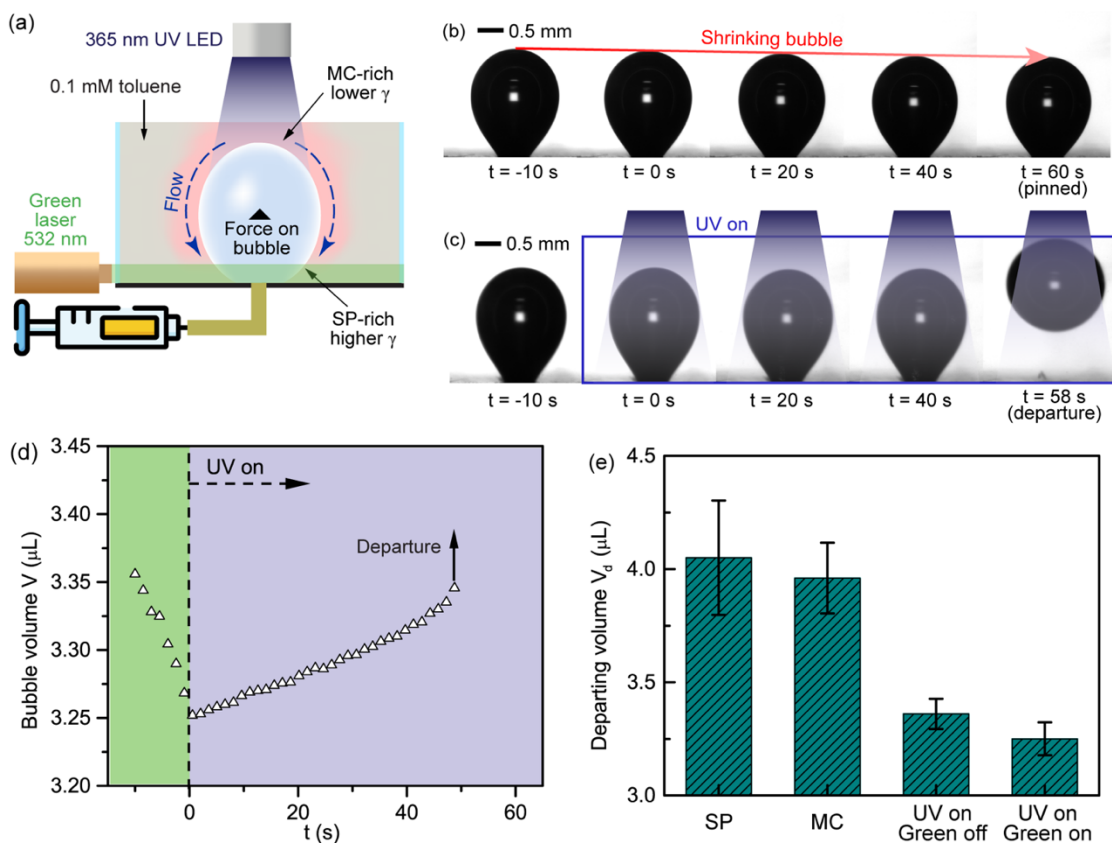 (a)
365 nm UV LED
0.1 mM toluene
MC-rich
lower γ
Flow
Green
laser
532 nm
Force on
bubble
SP-rich
higher γ
(b)
0.5 mm
Shrinking bubble
t = -10 s
t = 0 s
t = 20 s
t = 40 s
t = 60 s
(pinned)
(c)
0.5 mm
UV on
t = -10 s
t = 0 s
t = 20 s
t = 40 s
t = 58 s
(departure)
(d)
3.45
3.40
3.35
3.30
3.25
3.20
Bubble volume V (μL)
UV on
Departure
0
20
40
60
t (s)
(e)
4.5
4.0
3.5
3.0
Departing volume Vd (μL)
SP
MC
UV on
Green off
UV on
Green on